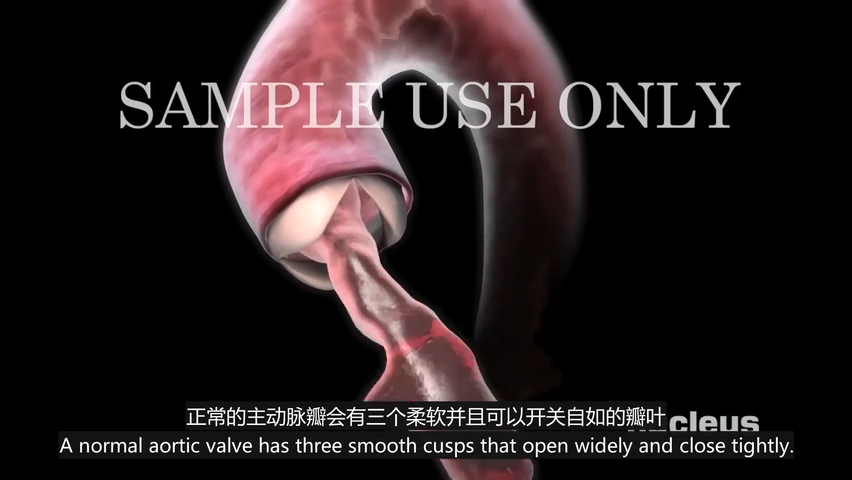 SAMPLE USE ONLY
正常的主动脉瓣会有三个柔软并且可以开关自如的瓣叶
A normal aortic valve has three smooth cusps that open widely and close tightly.